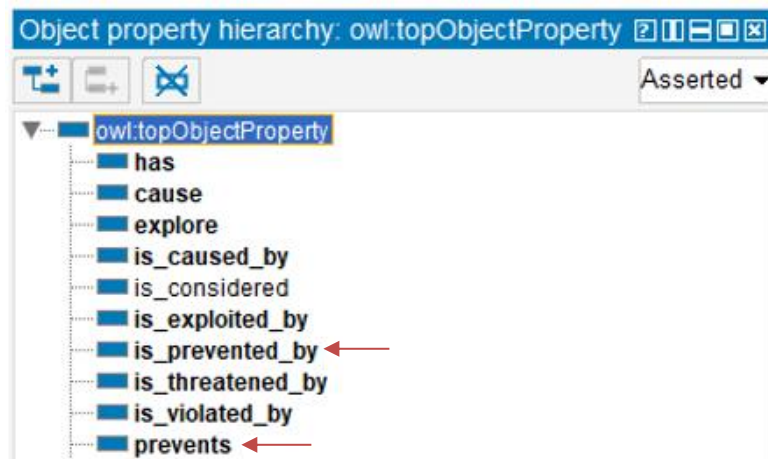 Object property hierarchy: owl:topObjectProperty
Asserted
owl:topObjectProperty
has
cause
explore
is_caused_by
is_considered
is_exploited_by
is_prevented_by
is_threatened_by
is_violated_by
prevents